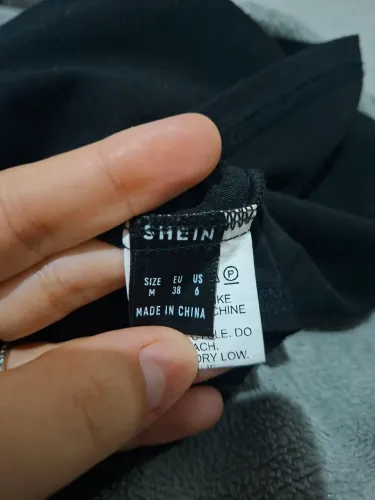 SHEIN
SIZE EU US
M 38 6
MADE IN CHINA
P
IKE
CHINE
LE. DO
ACH.
DRY LOW.